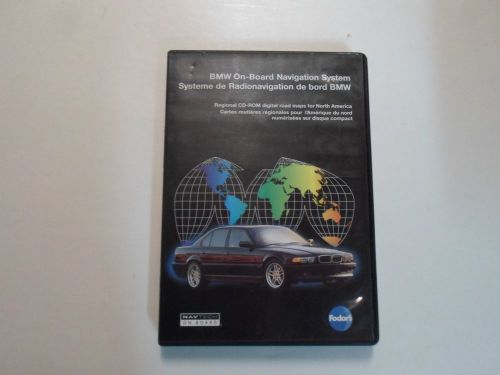 BMW On-Board Navigation System
Systeme de Radionavigation de bord BMW
Regional CD-ROM digital road maps for North America
Cartes routières régionales pour l'Amérique du nord
numérisées sur disque compact
NAVTECH
ON BOARD
Fodor's